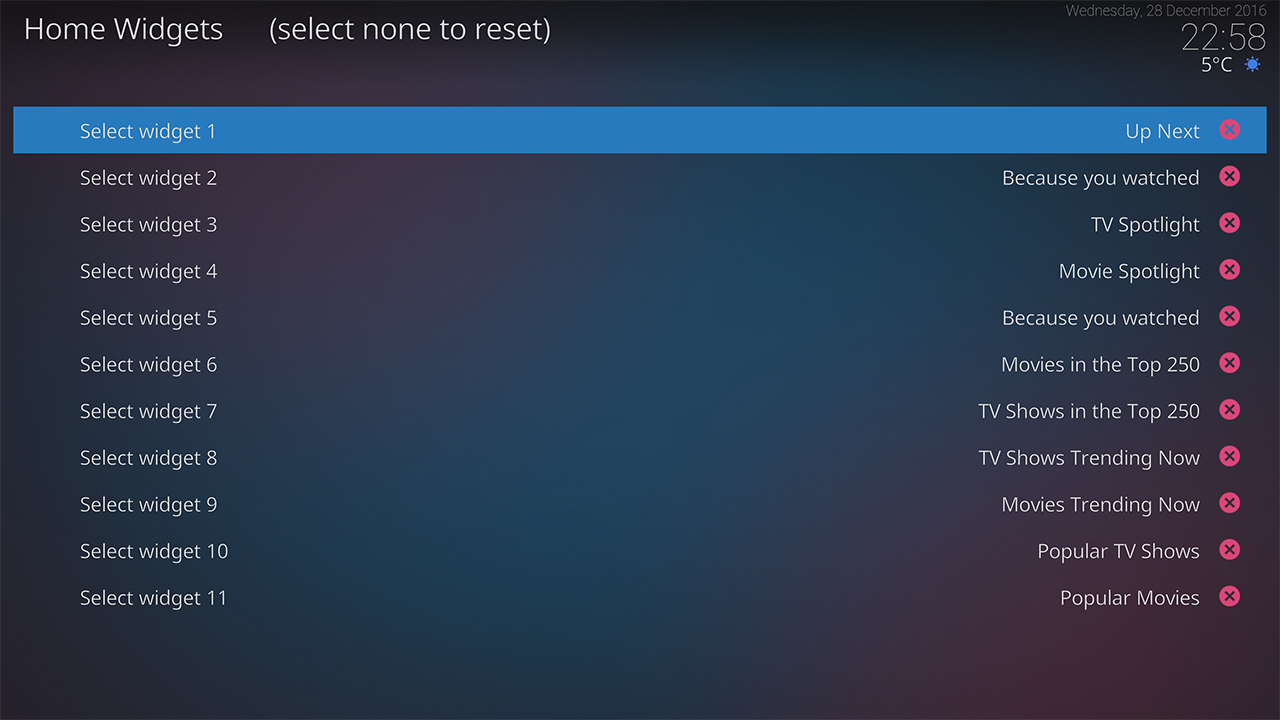 Home Widgets (select none to reset)
Wednesday, 28 December 2016
22:58
5°C
Select widget 1 Up Next
Select widget 2 Because you watched
Select widget 3 TV Spotlight
Select widget 4 Movie Spotlight
Select widget 5 Because you watched
Select widget 6 Movies in the Top 250
Select widget 7 TV Shows in the Top 250
Select widget 8 TV Shows Trending Now
Select widget 9 Movies Trending Now
Select widget 10 Popular TV Shows
Select widget 11 Popular Movies